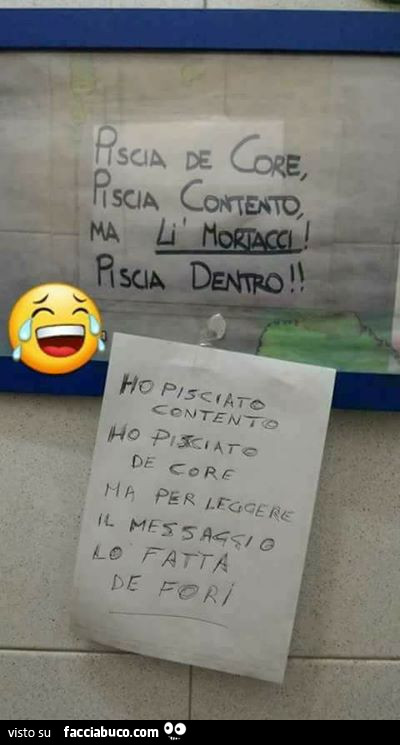 PISCIA DE CORE,
PISCIA CONTENTO,
MA LI' MORTACCI!
PISCIA DENTRO!!
HO PISCIATO
CONTENTO
HO PISCIATO
DE CORE
MA PER LEGGERE
IL MESSAGGIO
LO FATTA
DE FORI
visto su facciabuco.com